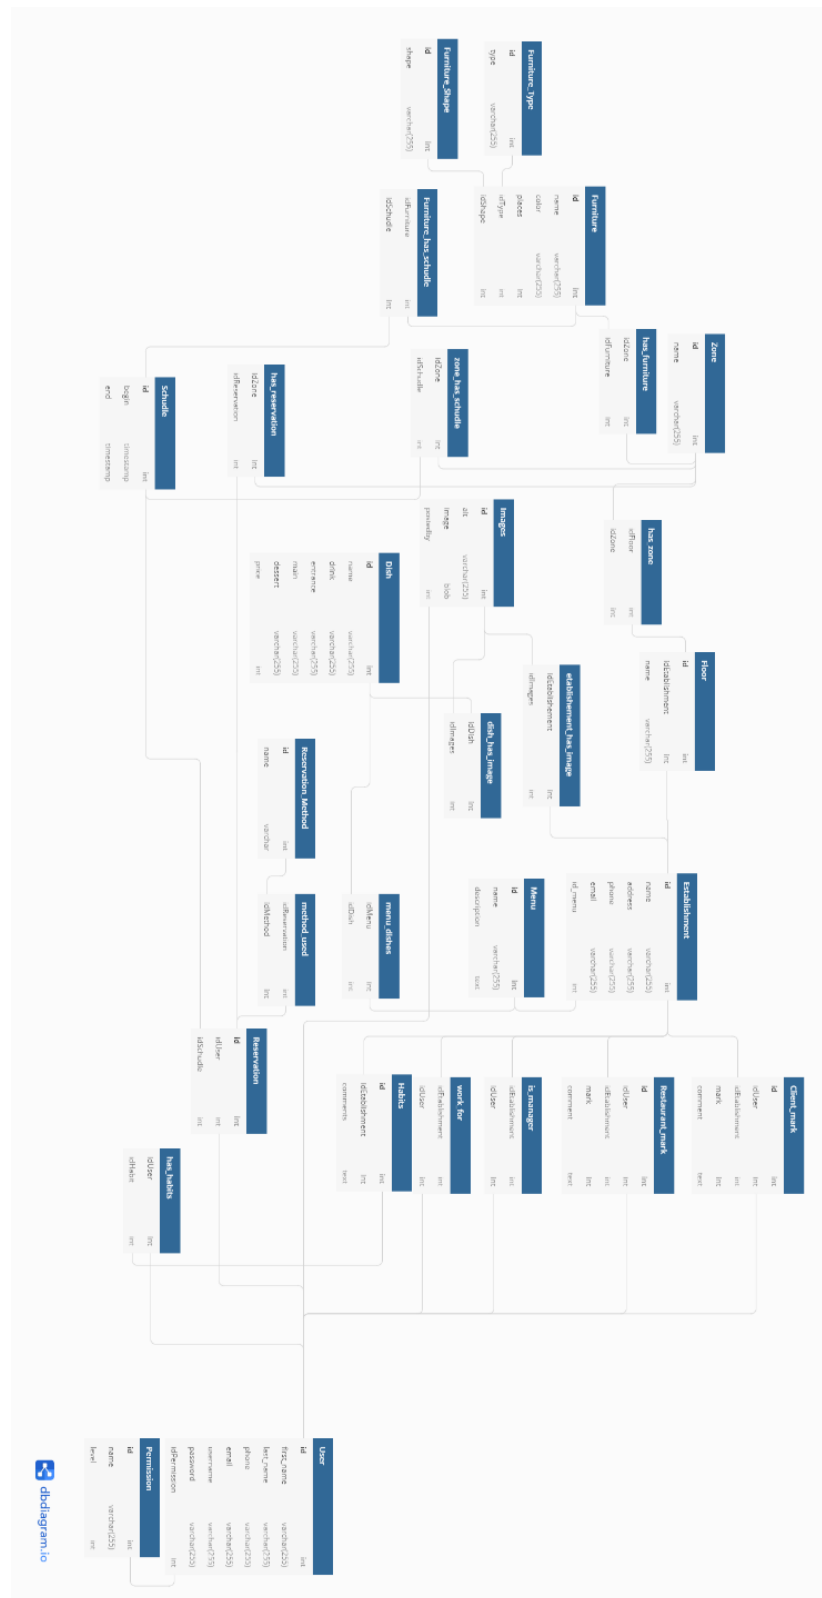 Furniture_Type
id int
type varchar(255)
Furniture_Shape
id int
shape varchar(255)
Furniture
id int
name varchar(255)
color varchar(255)
places int
idType int
idShape int
Furniture_has_schudle
idFurniture int
idSchudle int
Zone
id int
name varchar(255)
has_furniture
idZone int
idFurniture int
zone_has_schudle
idZone int
idSchudle int
has_reservation
idZone int
idReservation int
Schudle
id int
begin timestamp
end timestamp
Images
id int
alt varchar(255)
image blob
postedby int
has_zone
idFloor int
idZone int
Dish
id int
name varchar(255)
drink varchar(255)
entrance varchar(255)
main varchar(255)
dessert varchar(255)
price int
Floor
id int
idEstablishment int
name varchar(255)
etablishement_has_image
idEstablishement int
idImages int
dish_has_image
idDish int
idImages int
Reservation_Method
id int
name varchar
Establishment
id int
name varchar(255)
address varchar(255)
phone varchar(255)
email varchar(255)
id_menu int
Menu
id int
name varchar(255)
description text
menu_dishes
idMenu int
idDish int
method_used
idReservation int
idMethod int
Reservation
id int
idUser int
idSchudle int
Client_mark
id int
idUser int
idEtablishment int
mark int
comment text
Restaurant_mark
id int
idUser int
idEtablishment int
mark int
comment text
is_manager
idEtablishment int
idUser int
work_for
idEtablishment int
idUser int
Habits
id int
idEtablishment int
comments text
has_habits
idUser int
idHabit int
User
id int
first_name varchar(255)
last_name varchar(255)
phone varchar(255)
email varchar(255)
username varchar(255)
password varchar(255)
idPermission int
Permission
id int
name varchar(255)
level int
dbdiagram.io